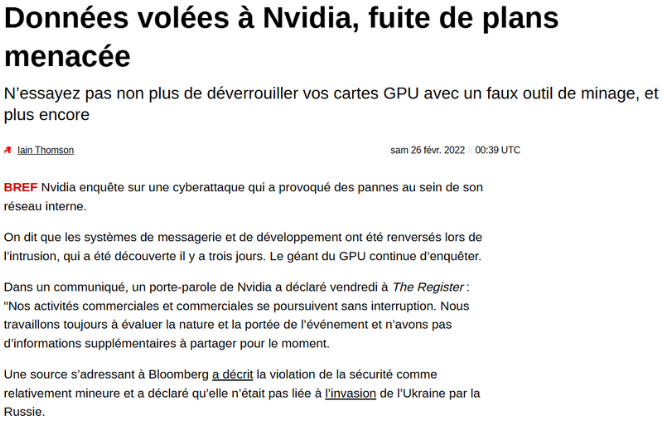 Données volées à Nvidia, fuite de plans
menacée
N'essayez pas non plus de déverrouiller vos cartes GPU avec un faux outil de minage, et
plus encore
Iain Thomson sam 26 févr. 2022 // 00:39 UTC
BREF Nvidia enquête sur une cyberattaque qui a provoqué des pannes au sein de son
réseau interne.
On dit que les systèmes de messagerie et de développement ont été renversés lors de
l'intrusion, qui a été découverte il y a trois jours. Le géant du GPU continue d'enquêter.
Dans un communiqué, un porte-parole de Nvidia a déclaré vendredi à The Register :
"Nos activités commerciales et commerciales se poursuivent sans interruption. Nous
travaillons toujours à évaluer la nature et la portée de l'événement et n'avons pas
d'informations supplémentaires à partager pour le moment.
Une source s'adressant à Bloomberg a décrit la violation de la sécurité comme
relativement mineure et a déclaré qu'elle n'était pas liée à l'invasion de l'Ukraine par la
Russie.